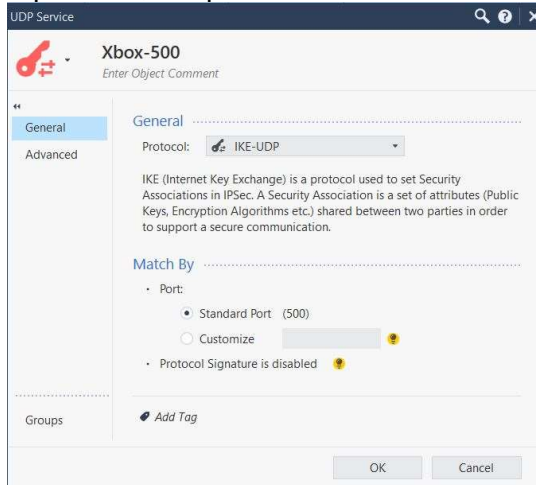 UDP Service
Xbox-500
Enter Object Comment
General
Advanced
Groups
General
Protocol: IKE-UDP
IKE (Internet Key Exchange) is a protocol used to set Security
Associations in IPSec. A Security Association is a set of attributes (Public
Keys, Encryption Algorithms etc.) shared between two parties in order
to support a secure communication.
Match By
• Port:
Standard Port (500)
Customize
• Protocol Signature is disabled
Add Tag
OK Cancel